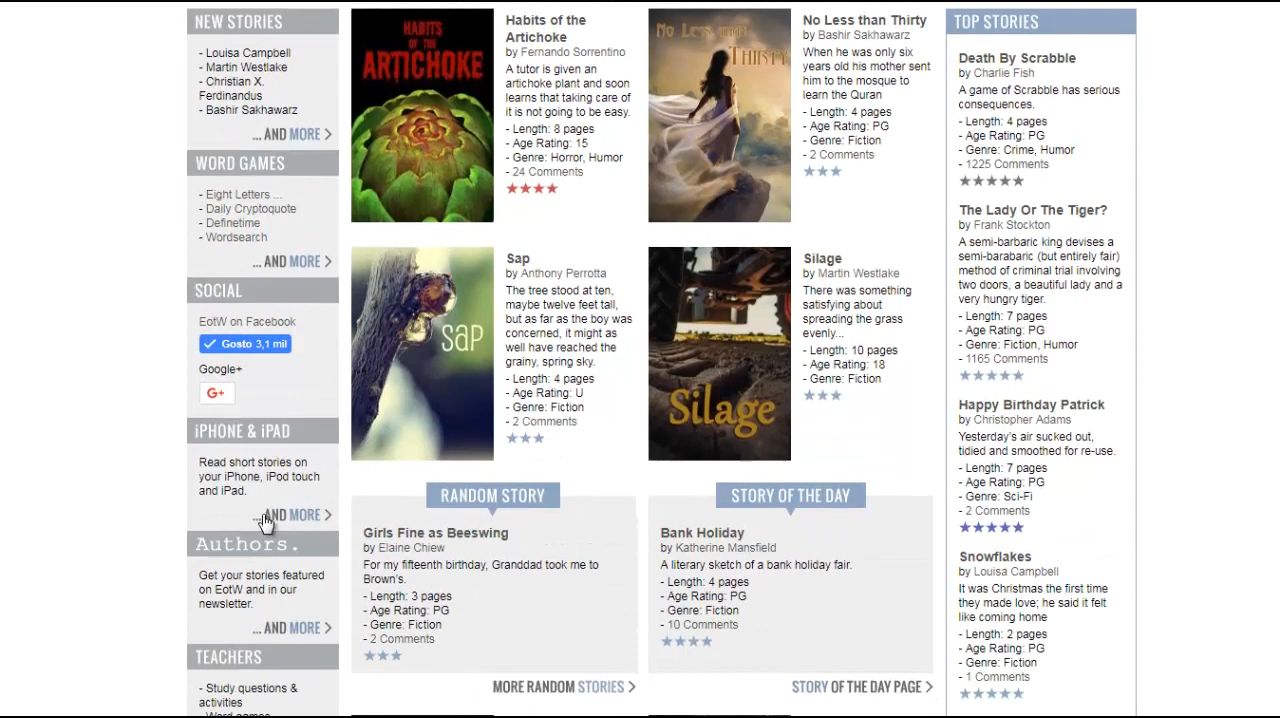 NEW STORIES
- Louisa Campbell
- Martin Westlake
- Christian X.
Ferdinandus
- Bashir Sakhawarz
... AND MORE >
WORD GAMES
- Eight Letters ...
- Daily Cryptoquote
- Definetime
- Wordsearch
... AND MORE >
SOCIAL
EotW on Facebook
Gosto 3,1 mil
Google+
G+
iPHONE & iPAD
Read short stories on
your iPhone, iPod touch
and iPad.
... AND MORE >
Authors.
Get your stories featured
on EotW and in our
newsletter.
... AND MORE >
TEACHERS
- Study questions &
activities
- Word games
HABITS
OF THE
ARTICHOKE
Habits of the
Artichoke
by Fernando Sorrentino
A tutor is given an
artichoke plant and soon
learns that taking care of
it is not going to be easy.
- Length: 8 pages
- Age Rating: 15
- Genre: Horror, Humor
- 24 Comments
No Less than
Thirty
No Less than Thirty
by Bashir Sakhawarz
When he was only six
years old his mother sent
him to the mosque to
learn the Quran
- Length: 4 pages
- Age Rating: PG
- Genre: Fiction
- 2 Comments
sap
Sap
by Anthony Perrotta
The tree stood at ten,
maybe twelve feet tall,
but as far as the boy was
concerned, it might as
well have reached the
grainy, spring sky.
- Length: 4 pages
- Age Rating: U
- Genre: Fiction
- 2 Comments
Silage
Silage
by Martin Westlake
There was something
satisfying about
spreading the grass
evenly...
- Length: 10 pages
- Age Rating: 18
- Genre: Fiction
RANDOM STORY
Girls Fine as Beeswing
by Elaine Chiew
For my fifteenth birthday, Granddad took me to
Brown's.
- Length: 3 pages
- Age Rating: PG
- Genre: Fiction
- 2 Comments
MORE RANDOM STORIES >
STORY OF THE DAY
Bank Holiday
by Katherine Mansfield
A literary sketch of a bank holiday fair.
- Length: 4 pages
- Age Rating: PG
- Genre: Fiction
- 10 Comments
STORY OF THE DAY PAGE >
TOP STORIES
Death By Scrabble
by Charlie Fish
A game of Scrabble has serious
consequences.
- Length: 4 pages
- Age Rating: PG
- Genre: Crime, Humor
- 1225 Comments
The Lady Or The Tiger?
by Frank Stockton
A semi-barbaric king devises a
semi-barabaric (but entirely fair)
method of criminal trial involving
two doors, a beautiful lady and a
very hungry tiger.
- Length: 7 pages
- Age Rating: PG
- Genre: Fiction, Humor
- 1165 Comments
Happy Birthday Patrick
by Christopher Adams
Yesterday's air sucked out,
tidied and smoothed for re-use.
- Length: 7 pages
- Age Rating: PG
- Genre: Sci-Fi
- 2 Comments
Snowflakes
by Louisa Campbell
It was Christmas the first time
they made love; he said it felt
like coming home
- Length: 2 pages
- Age Rating: PG
- Genre: Fiction
- 1 Comments